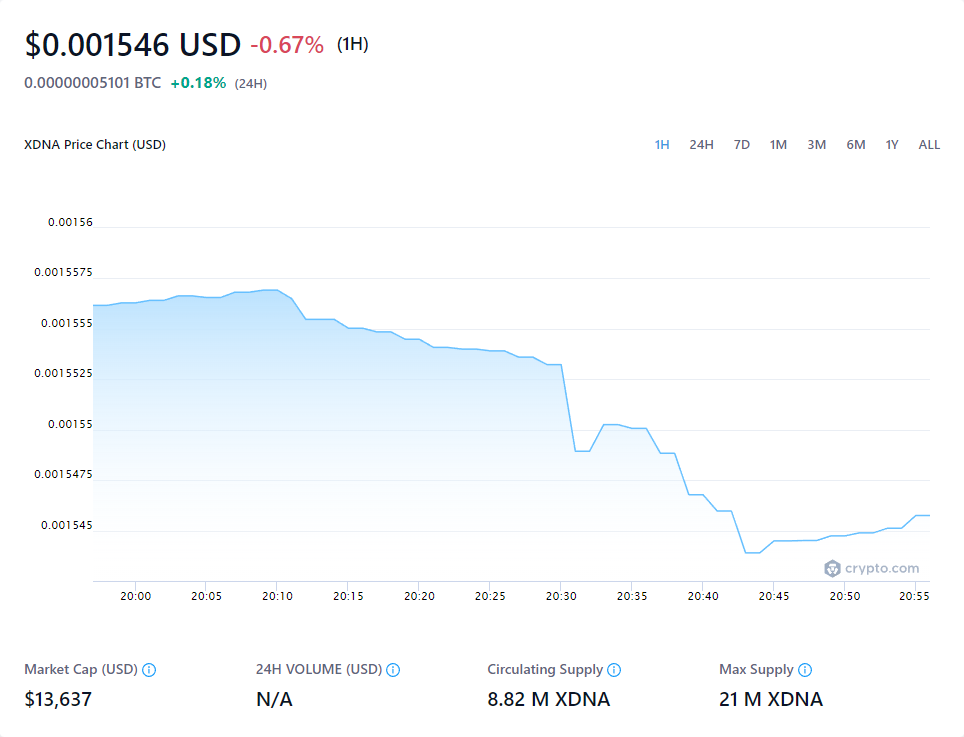 $0.001546 USD -0.67% (1H)
0.00000005101 BTC +0.18% (24H)
XDNA Price Chart (USD)
1H 24H 7D 1M 3M 6M 1Y ALL
0.00156
0.0015575
0.001555
0.0015525
0.00155
0.0015475
0.001545
crypto.com
20:00 20:05 20:10 20:15 20:20 20:25 20:30 20:35 20:40 20:45 20:50 20:55
Market Cap (USD) 24H VOLUME (USD) Circulating Supply Max Supply
$13,637 N/A 8.82 M XDNA 21 M XDNA